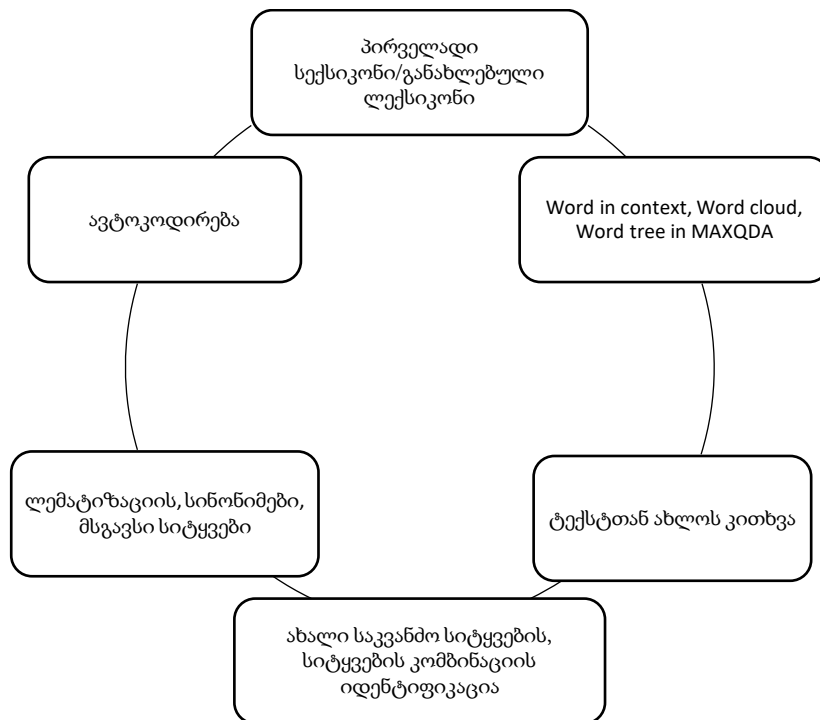 პირველადი
სექსიკონი/განახლებული
ლექსიკონი
Word in context, Word cloud,
Word tree in MAXQDA
ტექსტთან ახლოს კითხვა
ახალი საკვანძო სიტყვების,
სიტყვების კომბინაციის
იდენტიფიკაცია
ლემატიზაციის, სინონიმები,
მსგავსი სიტყვები
ავტოკოდირება